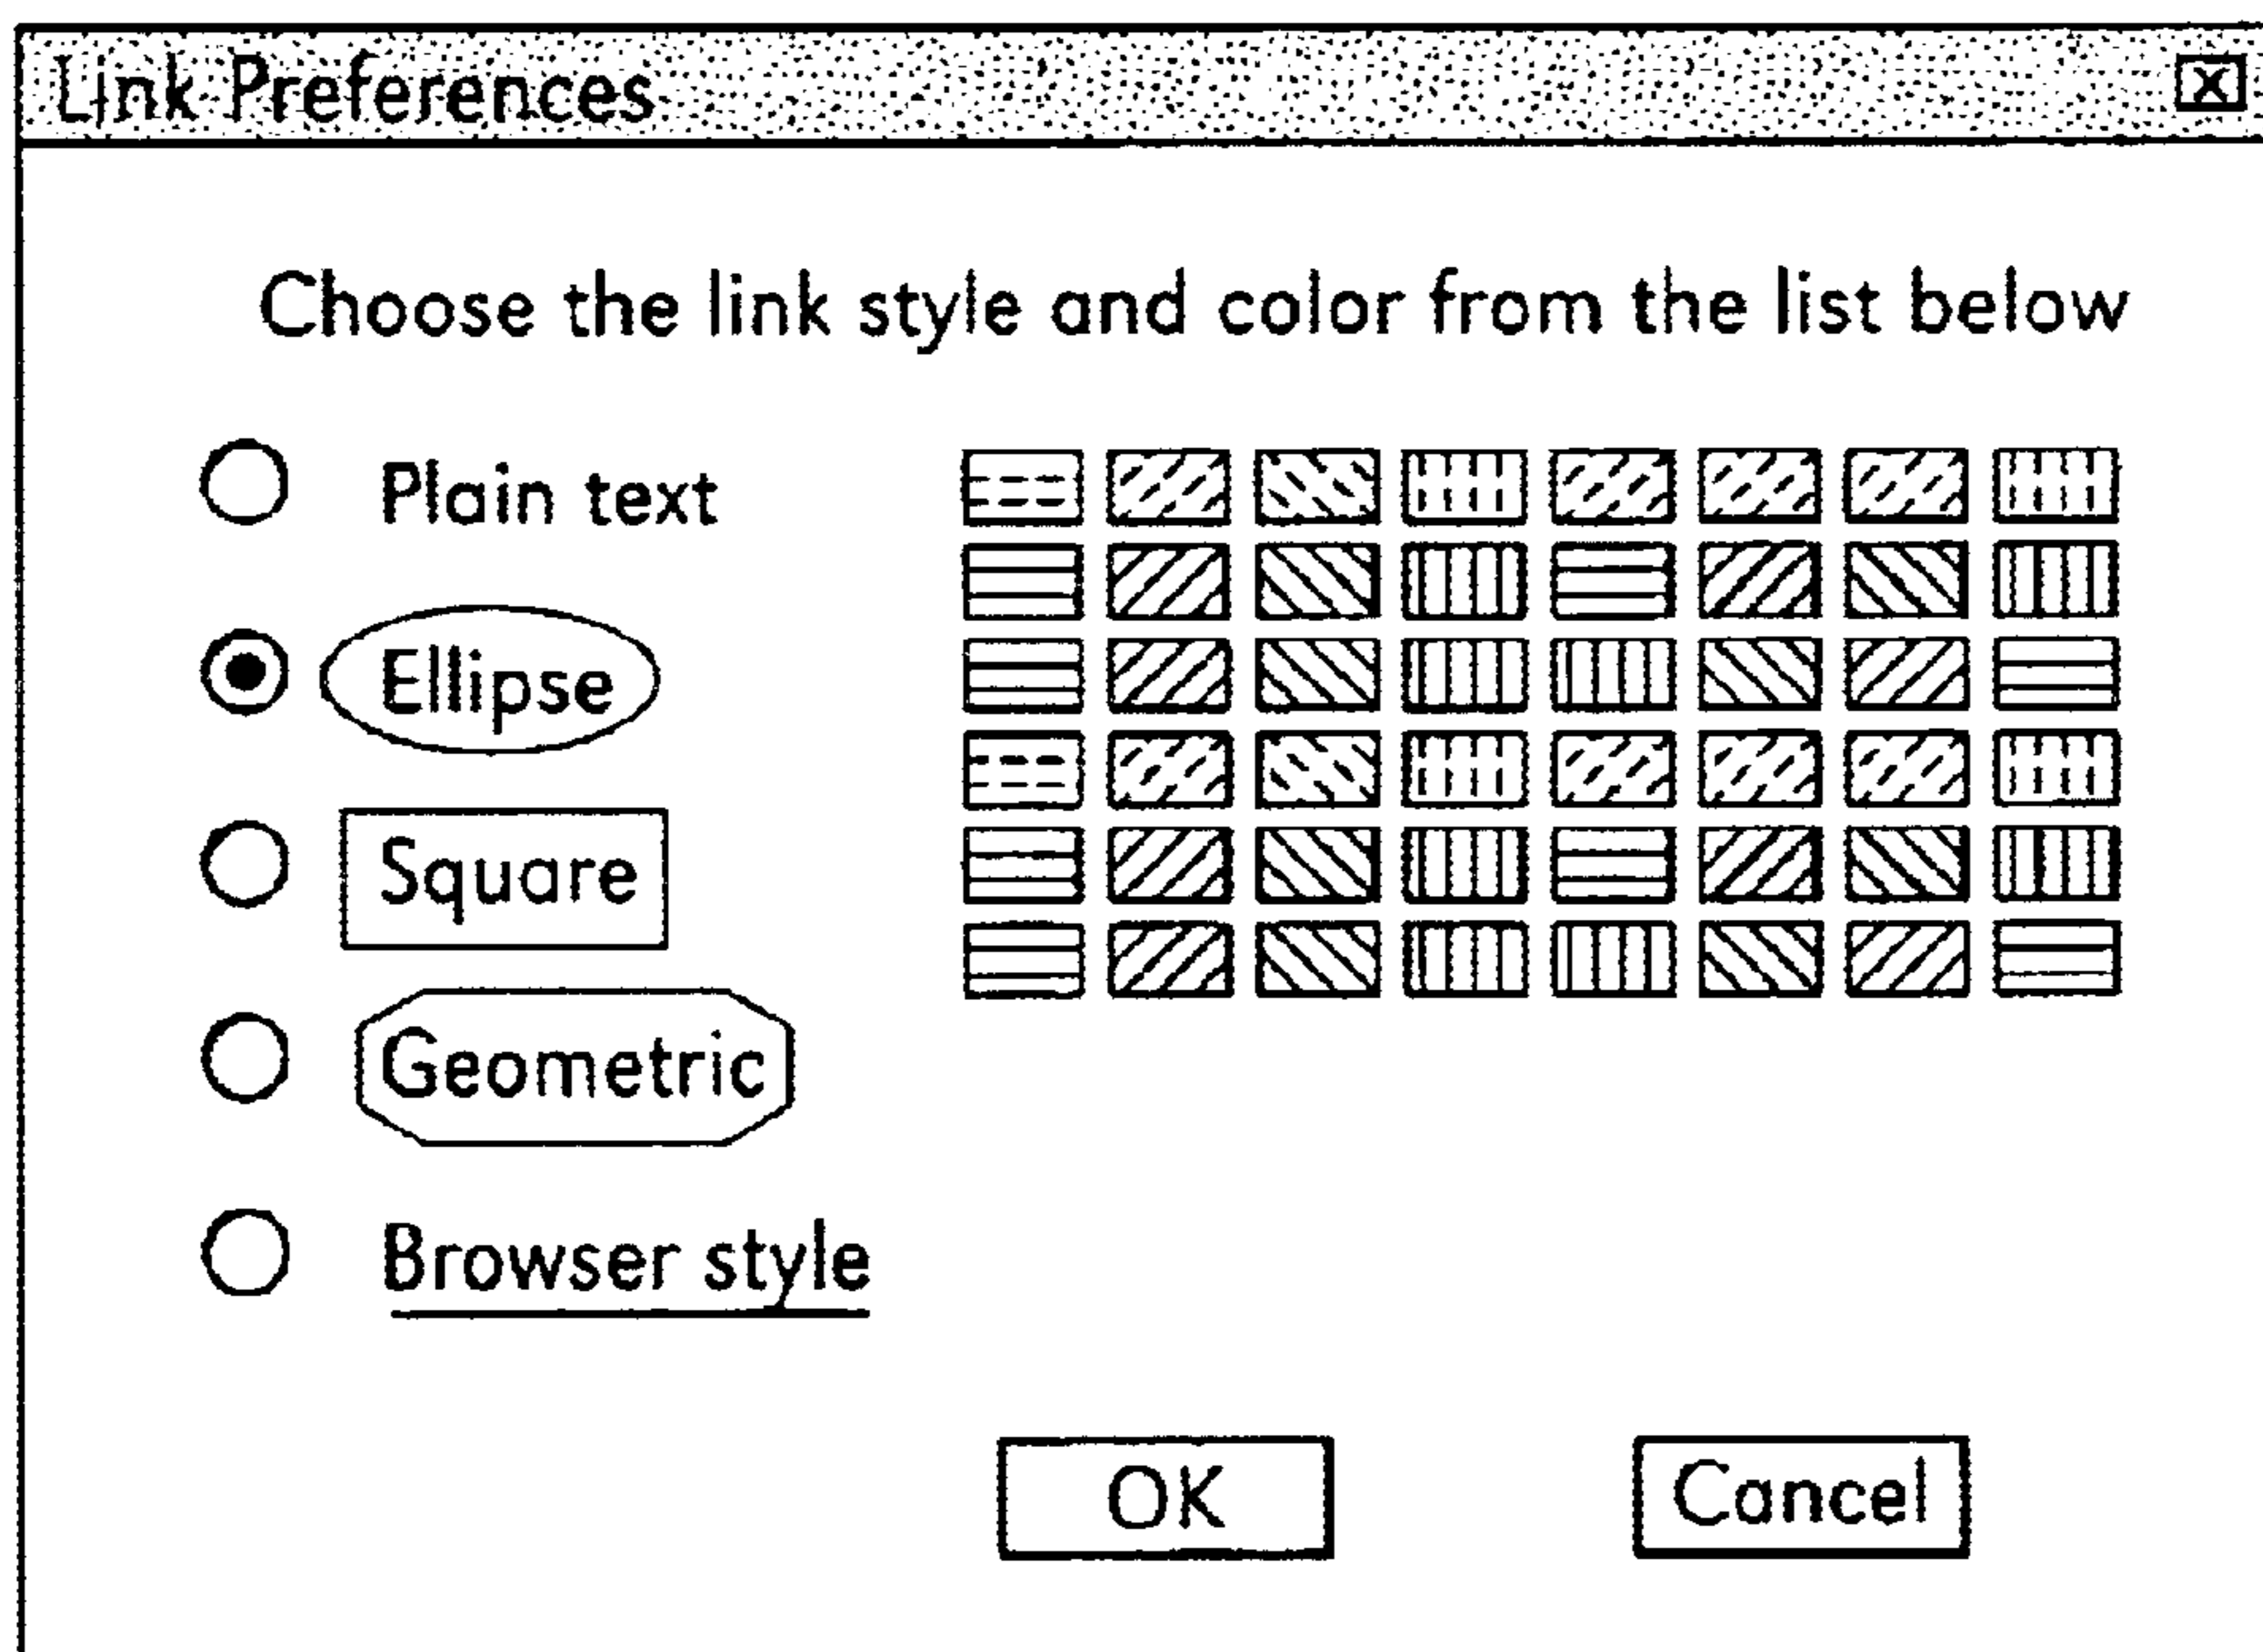 Link Preferences X
Choose the link style and color from the list below
Plain text
Ellipse
Square
Geometric
Browser style
OK Cancel